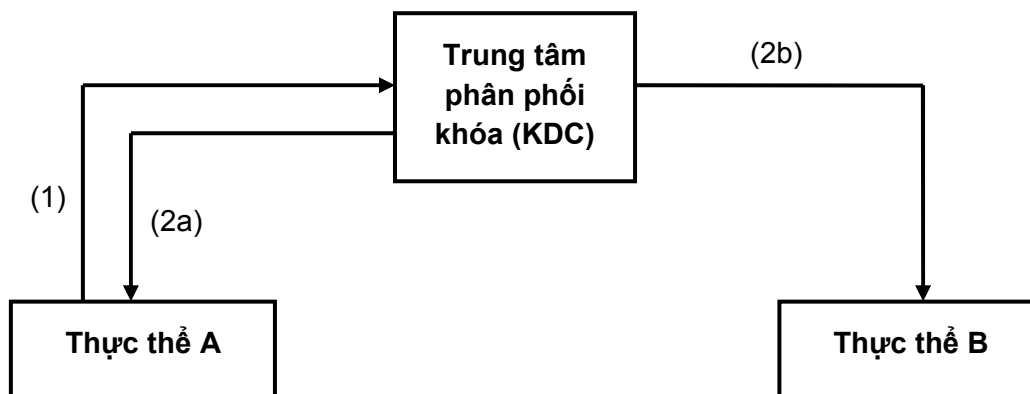 Trung tâm
phân phối
khóa (KDC)
(2b)
(1)
(2a)
Thực thể A
Thực thể B